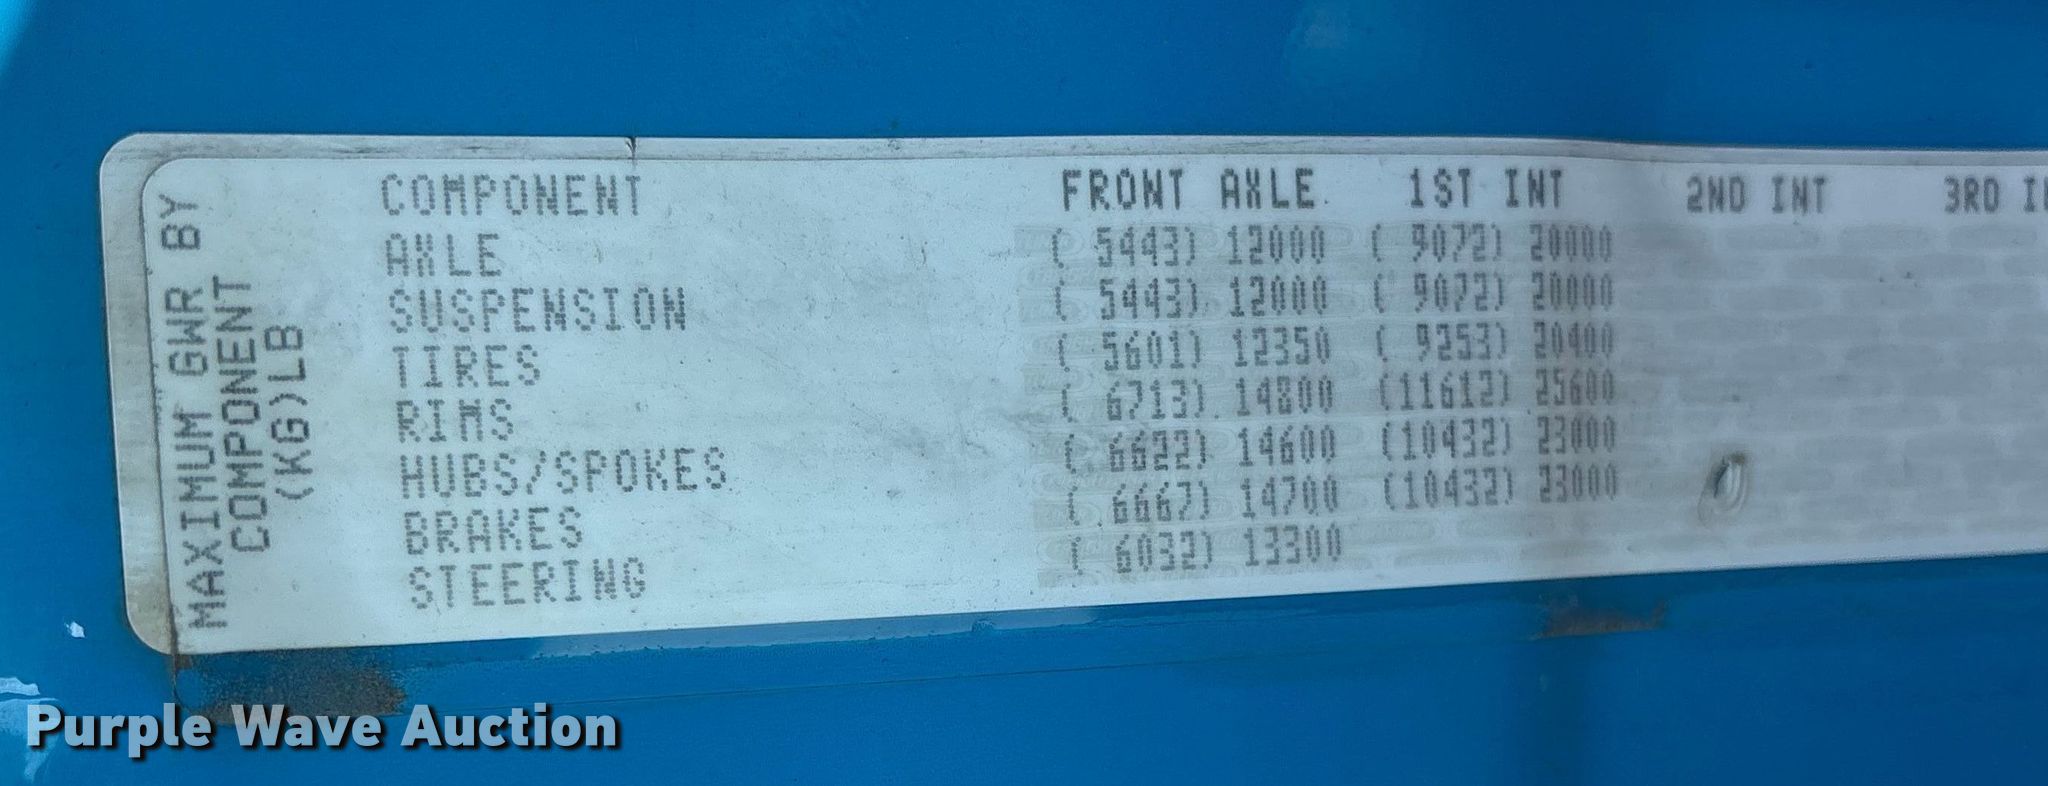 MAXIMUM GWR BY
COMPONENT
(KG)LB
COMPONENT FRONT AXLE 1ST INT 2ND INT 3RD IN
AXLE ( 5443) 12000 ( 9072) 20000
SUSPENSION ( 5443) 12000 ( 9072) 20000
TIRES ( 5601) 12350 ( 9253) 20400
RIMS ( 6713) 14800 (11612) 25600
HUBS/SPOKES ( 6622) 14600 (10432) 23000
BRAKES ( 6667) 14700 (10432) 23000
STEERING ( 6032) 13300
Purple Wave Auction